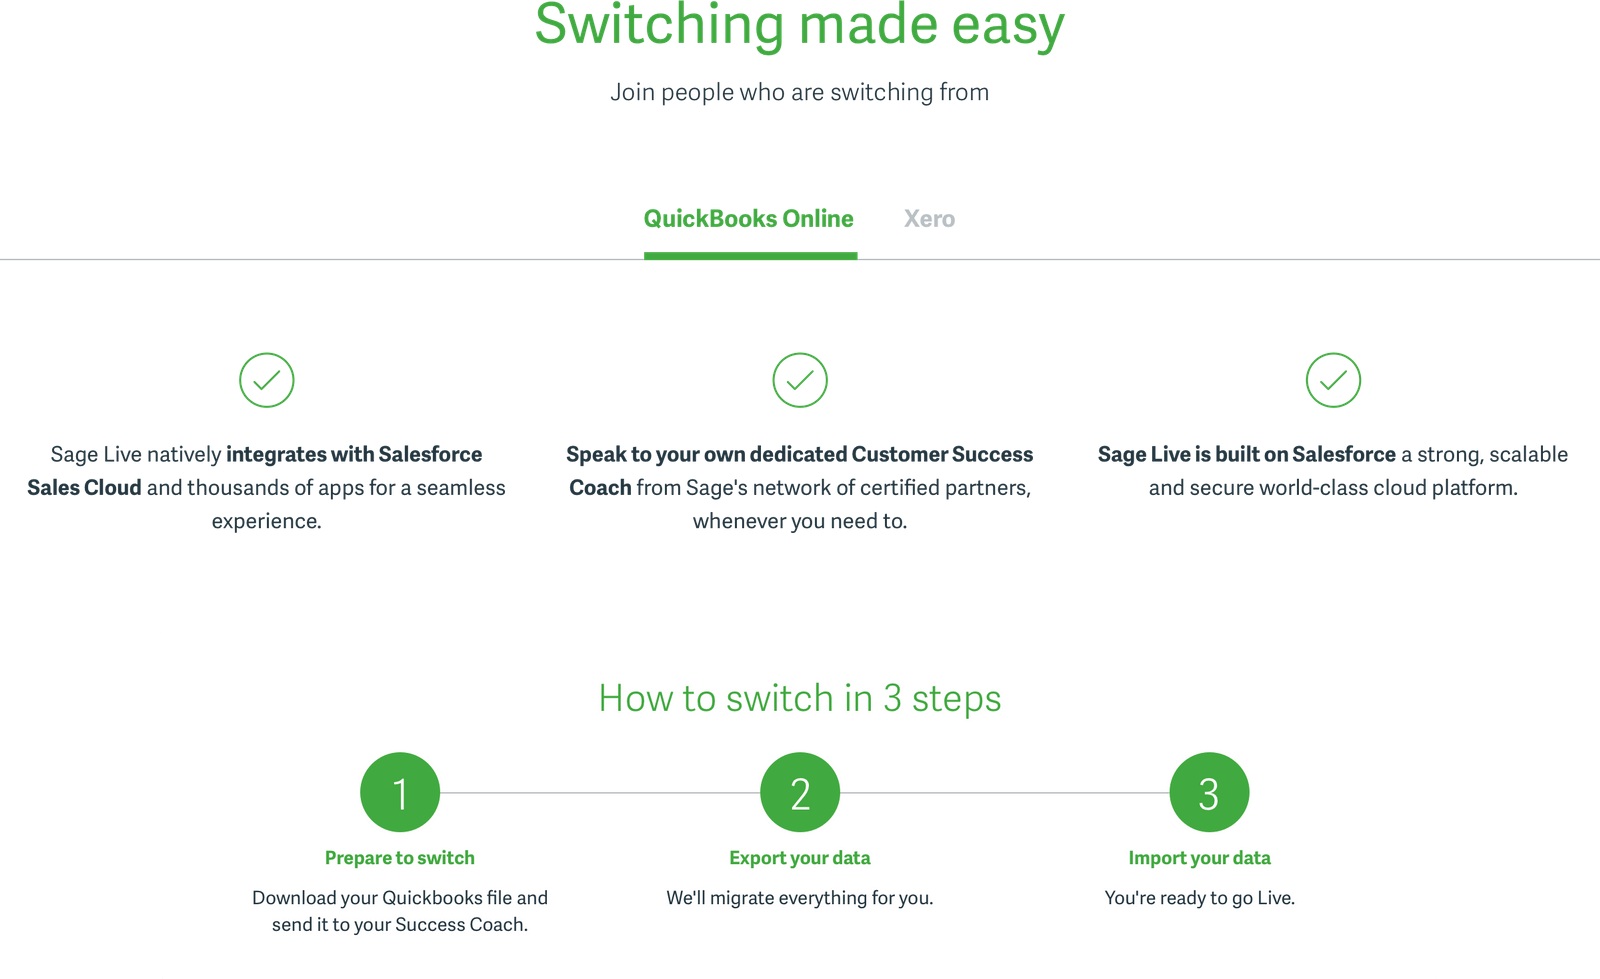 Switching made easy
Join people who are switching from
QuickBooks Online
Xero
Sage Live natively integrates with Salesforce
Sales Cloud and thousands of apps for a seamless
experience.
Speak to your own dedicated Customer Success
Coach from Sage's network of certified partners,
whenever you need to.
Sage Live is built on Salesforce a strong, scalable
and secure world-class cloud platform.
How to switch in 3 steps
1
Prepare to switch
Download your Quickbooks file and
send it to your Success Coach.
2
Export your data
We'll migrate everything for you.
3
Import your data
You're ready to go Live.